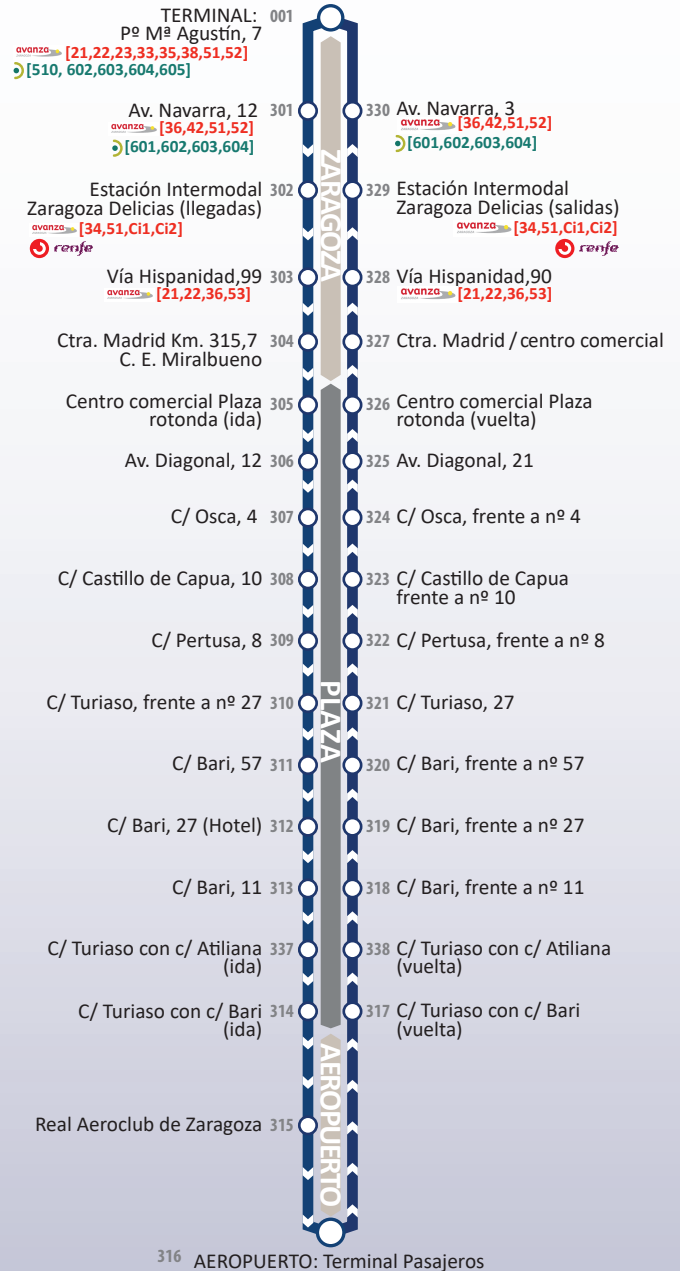 TERMINAL: 001
Pº Mª Agustín, 7
avanza [21,22,23,33,35,38,51,52]
[510, 602,603,604,605]
Av. Navarra, 12 301
avanza [36,42,51,52]
[601,602,603,604]
330 Av. Navarra, 3
avanza [36,42,51,52]
[601,602,603,604]
ZARAGOZA
Estación Intermodal 302
Zaragoza Delicias (llegadas)
avanza [34,51,Ci1,Ci2]
renfe
329 Estación Intermodal
Zaragoza Delicias (salidas)
avanza [34,51,Ci1,Ci2]
renfe
Vía Hispanidad,99 303
avanza [21,22,36,53]
328 Vía Hispanidad,90
avanza [21,22,36,53]
Ctra. Madrid Km. 315,7 304
C. E. Miralbueno
327 Ctra. Madrid / centro comercial
Centro comercial Plaza 305
rotonda (ida)
326 Centro comercial Plaza
rotonda (vuelta)
Av. Diagonal, 12 306
325 Av. Diagonal, 21
C/ Osca, 4 307
324 C/ Osca, frente a nº 4
C/ Castillo de Capua, 10 308
323 C/ Castillo de Capua
frente a nº 10
C/ Pertusa, 8 309
322 C/ Pertusa, frente a nº 8
PLAZA
C/ Turiaso, frente a nº 27 310
321 C/ Turiaso, 27
C/ Bari, 57 311
320 C/ Bari, frente a nº 57
C/ Bari, 27 (Hotel) 312
319 C/ Bari, frente a nº 27
C/ Bari, 11 313
318 C/ Bari, frente a nº 11
C/ Turiaso con c/ Atiliana 337
(ida)
338 C/ Turiaso con c/ Atiliana
(vuelta)
C/ Turiaso con c/ Bari 314
(ida)
317 C/ Turiaso con c/ Bari
(vuelta)
AEROPUERTO
Real Aeroclub de Zaragoza 315
316 AEROPUERTO: Terminal Pasajeros